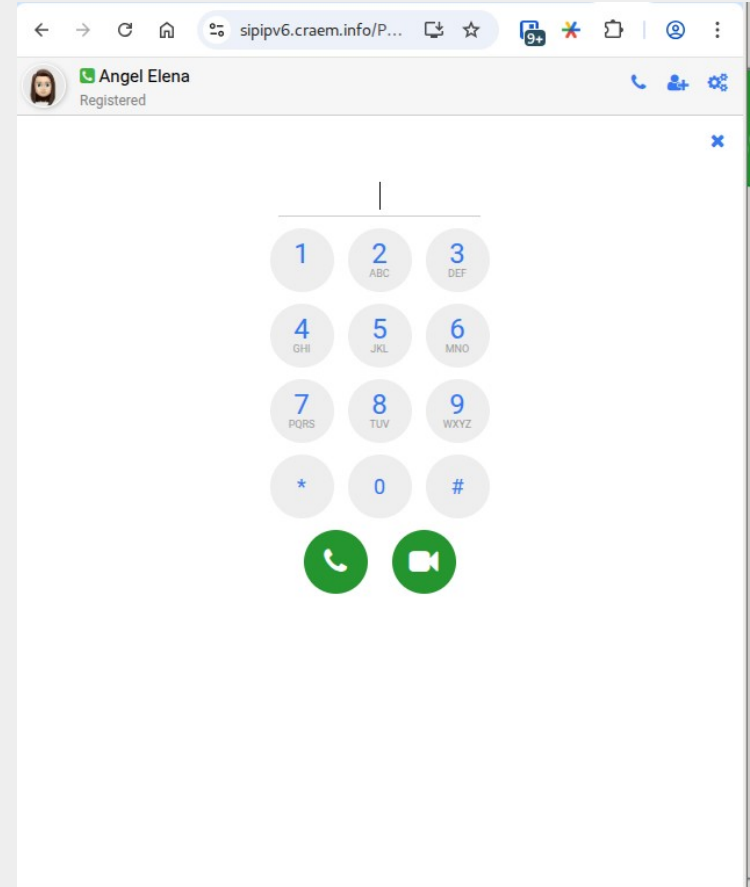 sipipv6.craem.info/P...
9+
Angel Elena
Registered
1
2
ABC
3
DEF
4
GHI
5
JKL
6
MNO
7
PQRS
8
TUV
9
WXYZ
*
0
#